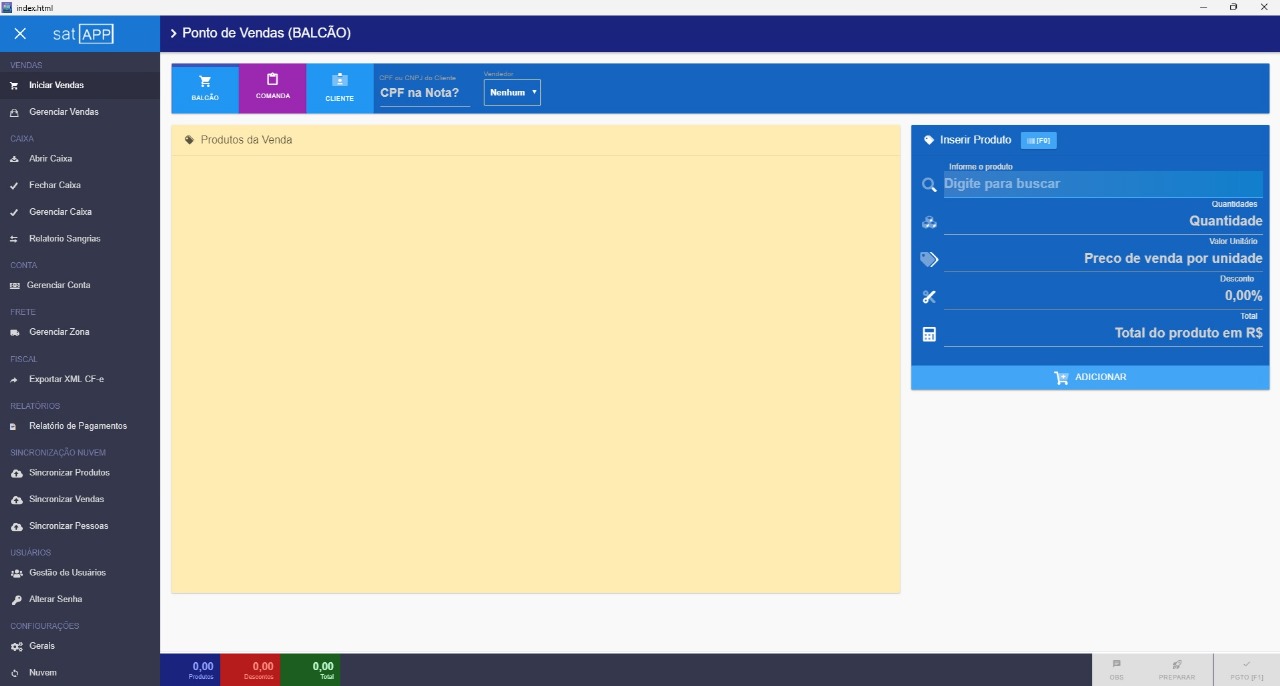 index.html
sat APP
Ponto de Vendas (BALCÃO)
VENDAS
Iniciar Vendas
Gerenciar Vendas
CAIXA
Abrir Caixa
Fechar Caixa
Gerenciar Caixa
Relatorio Sangrias
CONTA
Gerenciar Conta
FRETE
Gerenciar Zona
FISCAL
Exportar XML CF-e
RELATÓRIOS
Relatório de Pagamentos
SINCRONIZAÇÃO NUVEM
Sincronizar Produtos
Sincronizar Vendas
Sincronizar Pessoas
USUÁRIOS
Gestão de Usuários
Alterar Senha
CONFIGURAÇÕES
Gerais
Nuvem
BALCÃO
COMANDA
CLIENTE
CPF ou CNPJ do Cliente
CPF na Nota?
Vendedor
Nenhum
Produtos da Venda
Inserir Produto
[F9]
Informe o produto
Digite para buscar
Quantidades
Quantidade
Valor Unitário
Preco de venda por unidade
Desconto
0,00%
Total
Total do produto em R$
ADICIONAR
0,00
Produtos
0,00
Descontos
0,00
Total
OBS
PREPARAR
PGTO [F1]